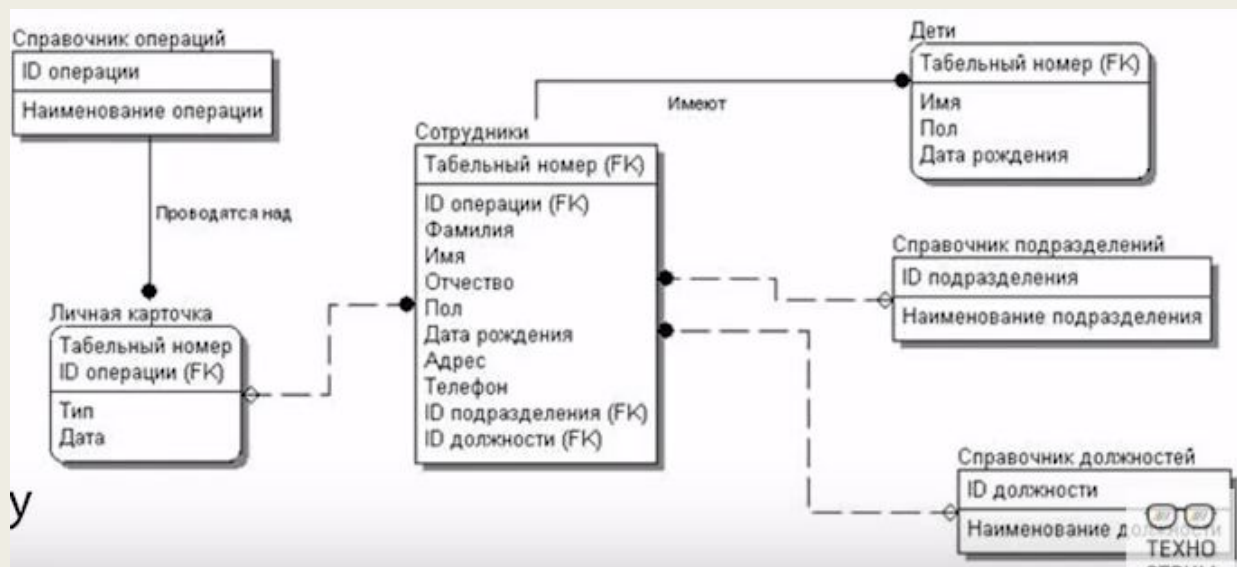 Справочник операций
ID операции
Наименование операции
Проводятся над
Личная карточка
Табельный номер
ID операции (FK)
Тип
Дата
Сотрудники
Табельный номер (FK)
ID операции (FK)
Фамилия
Имя
Отчество
Пол
Дата рождения
Адрес
Телефон
ID подразделения (FK)
ID должности (FK)
Имеют
Дети
Табельный номер (FK)
Имя
Пол
Дата рождения
Справочник подразделений
ID подразделения
Наименование подразделения
Справочник должностей
ID должности
Наименование должности
у
ТЕХНО